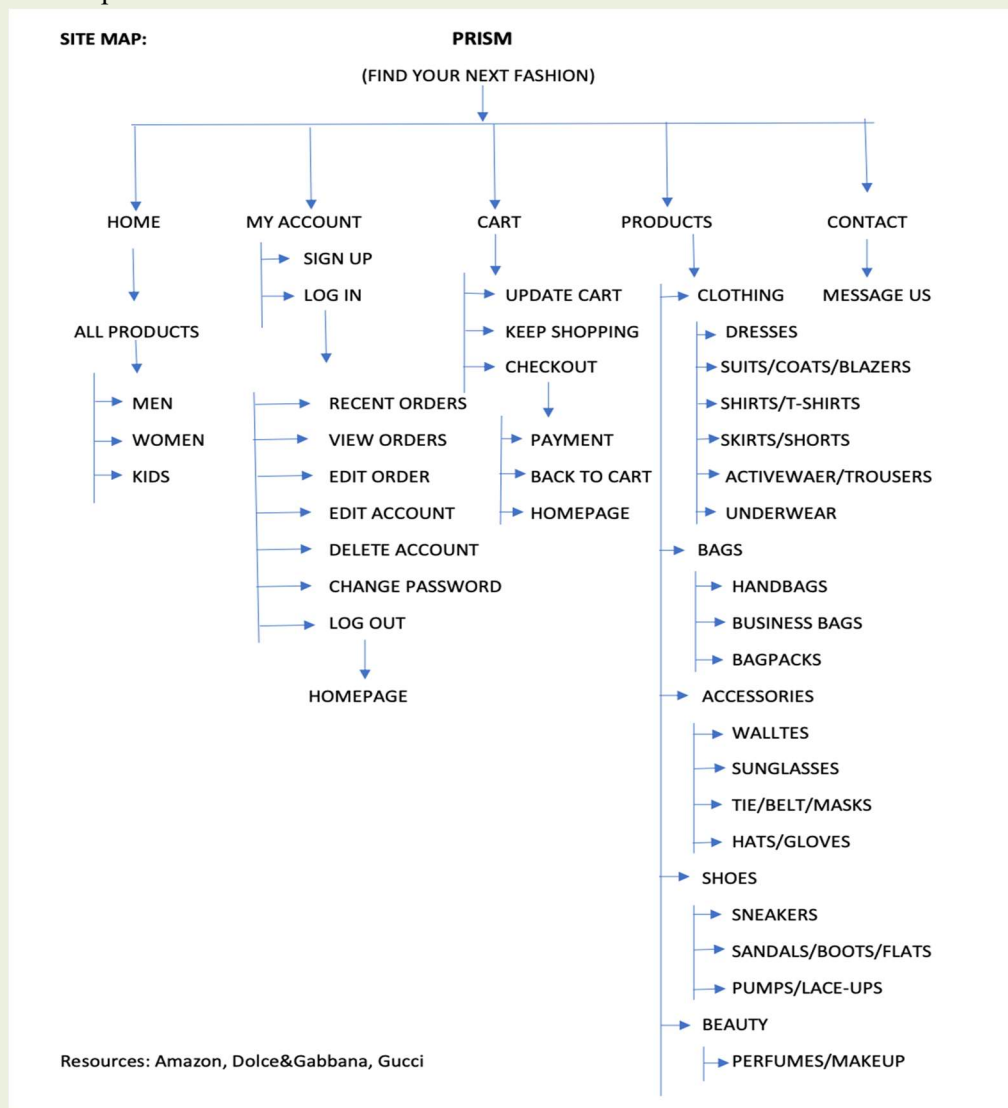 SITE MAP:
PRISM
(FIND YOUR NEXT FASHION)
HOME
ALL PRODUCTS
MEN
WOMEN
KIDS
MY ACCOUNT
SIGN UP
LOG IN
RECENT ORDERS
VIEW ORDERS
EDIT ORDER
EDIT ACCOUNT
DELETE ACCOUNT
CHANGE PASSWORD
LOG OUT
HOMEPAGE
CART
UPDATE CART
KEEP SHOPPING
CHECKOUT
PAYMENT
BACK TO CART
HOMEPAGE
PRODUCTS
CLOTHING
DRESSES
SUITS/COATS/BLAZERS
SHIRTS/T-SHIRTS
SKIRTS/SHORTS
ACTIVEWAER/TROUSERS
UNDERWEAR
BAGS
HANDBAGS
BUSINESS BAGS
BAGPACKS
ACCESSORIES
WALLTES
SUNGLASSES
TIE/BELT/MASKS
HATS/GLOVES
SHOES
SNEAKERS
SANDALS/BOOTS/FLATS
PUMPS/LACE-UPS
BEAUTY
PERFUMES/MAKEUP
CONTACT
MESSAGE US
Resources: Amazon, Dolce&Gabbana, Gucci